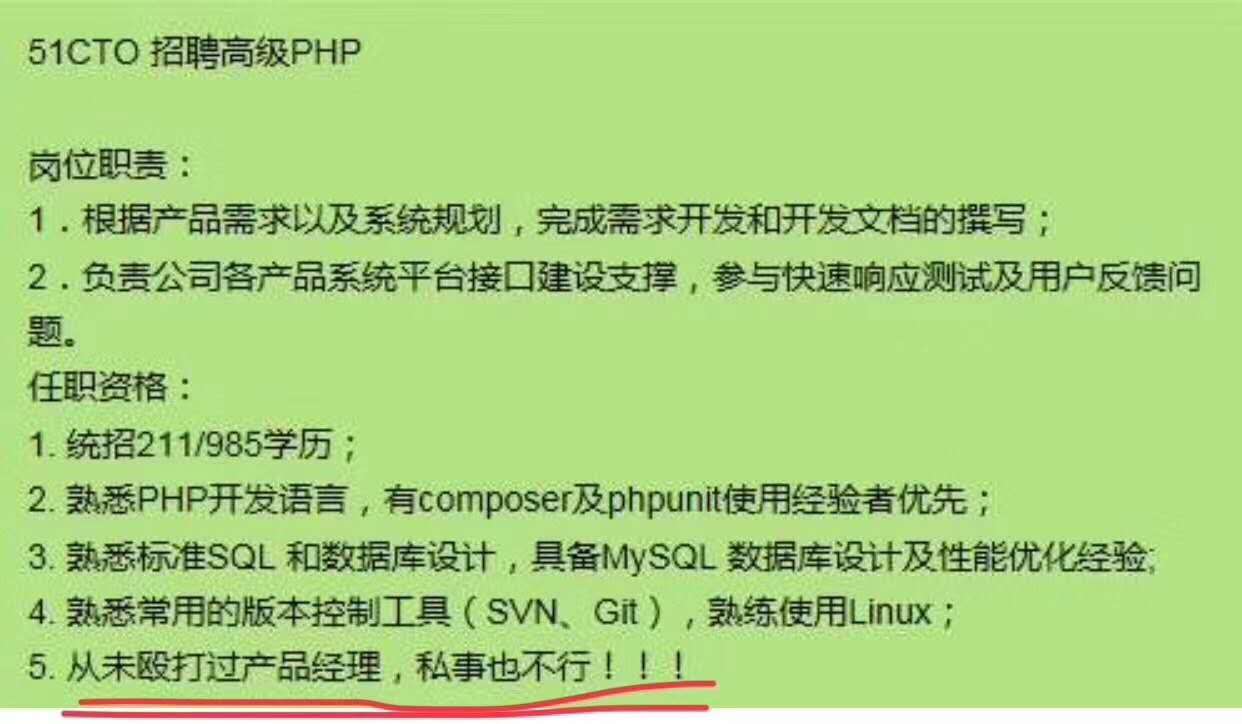 51CTO 招聘高级PHP
岗位职责：
1．根据产品需求以及系统规划，完成需求开发和开发文档的撰写；
2．负责公司各产品系统平台接口建设支撑，参与快速响应测试及用户反馈问
题。
任职资格：
1. 统招211/985学历；
2. 熟悉PHP开发语言，有composer及phpunit使用经验者优先；
3. 熟悉标准SQL 和数据库设计，具备MySQL 数据库设计及性能优化经验;
4. 熟悉常用的版本控制工具（SVN、Git），熟练使用Linux；
5. 从未殴打过产品经理，私事也不行！！！